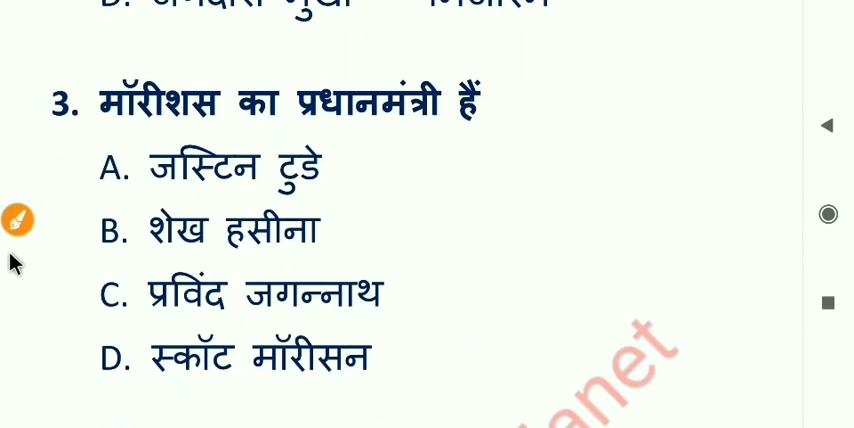 3. मॉरीशस का प्रधानमंत्री हैं
A. जस्टिन टुडे
B. शेख हसीना
C. प्रविंद जगन्नाथ
D. स्कॉट मॉरीसन